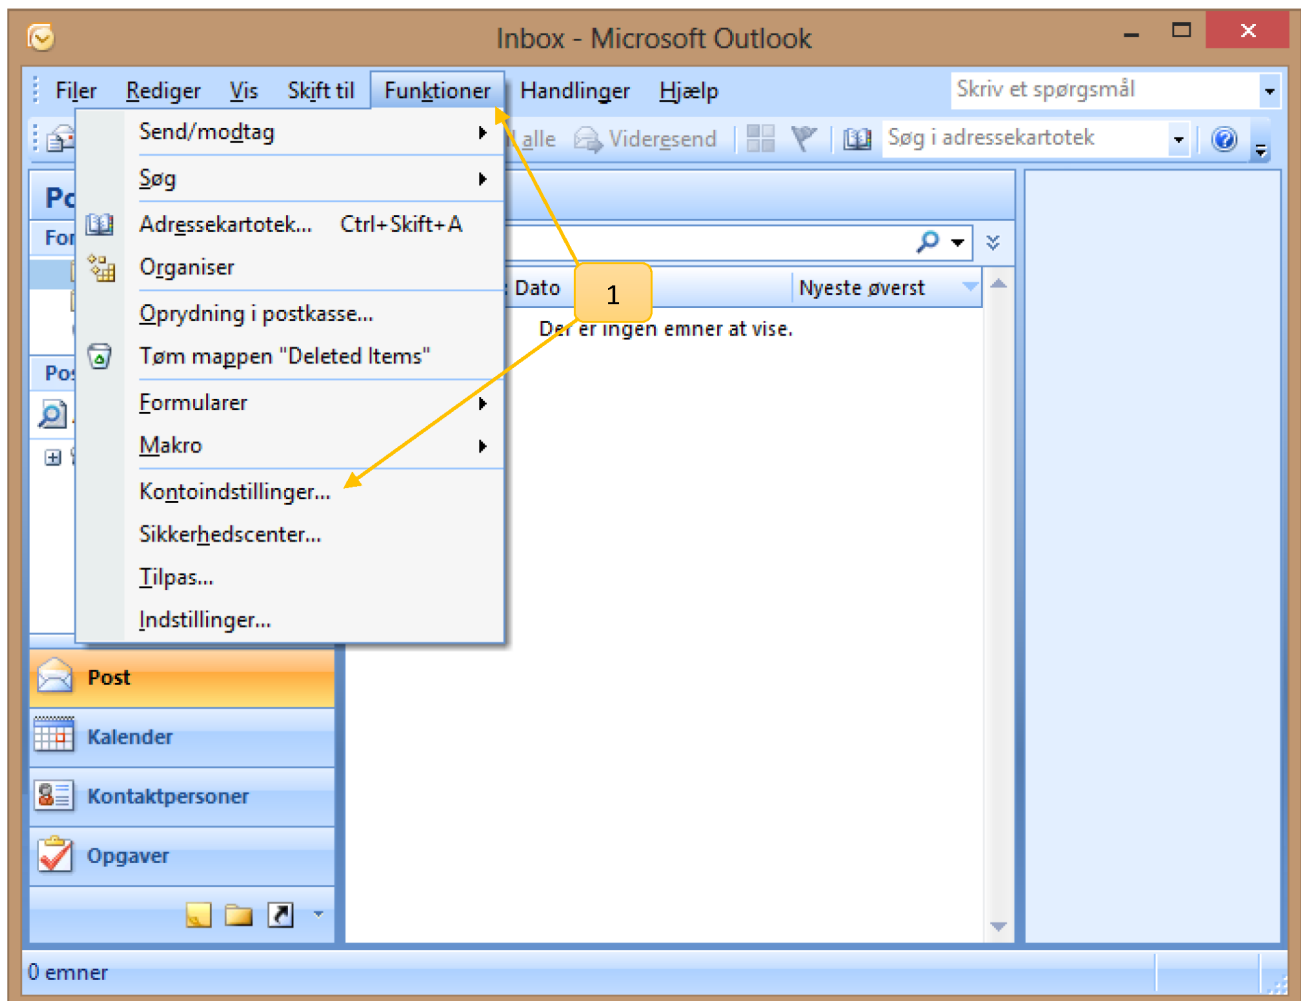 Inbox - Microsoft Outlook
Filer Rediger Vis Skift til Funktioner Handlinger Hjælp Skriv et spørgsmål
Send/modtag
alle Videresend Søg i adressekartotek
Søg
Adressekartotek... Ctrl+Skift+A
Organiser
Dato Nyeste øverst
1
Oprydning i postkasse...
Der er ingen emner at vise.
Tøm mappen "Deleted Items"
Formularer
Makro
Kontoindstillinger...
Sikkerhedscenter...
Tilpas...
Indstillinger...
Post
Kalender
Kontaktpersoner
Opgaver
0 emner